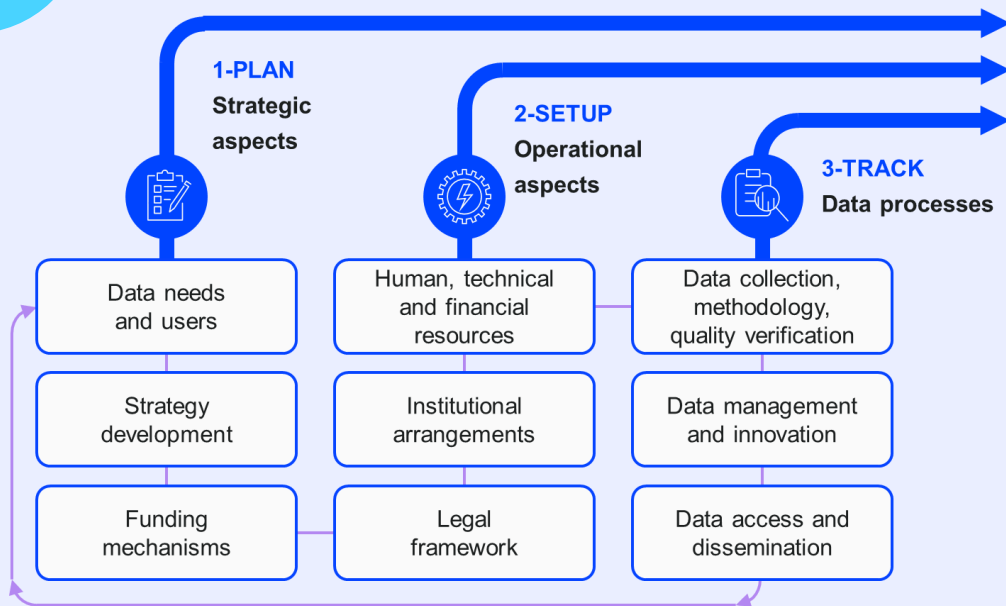 1-PLAN
Strategic
aspects
2-SETUP
Operational
aspects
3-TRACK
Data processes
Data needs
and users
Strategy
development
Funding
mechanisms
Human, technical
and financial
resources
Institutional
arrangements
Legal
framework
Data collection,
methodology,
quality verification
Data management
and innovation
Data access and
dissemination